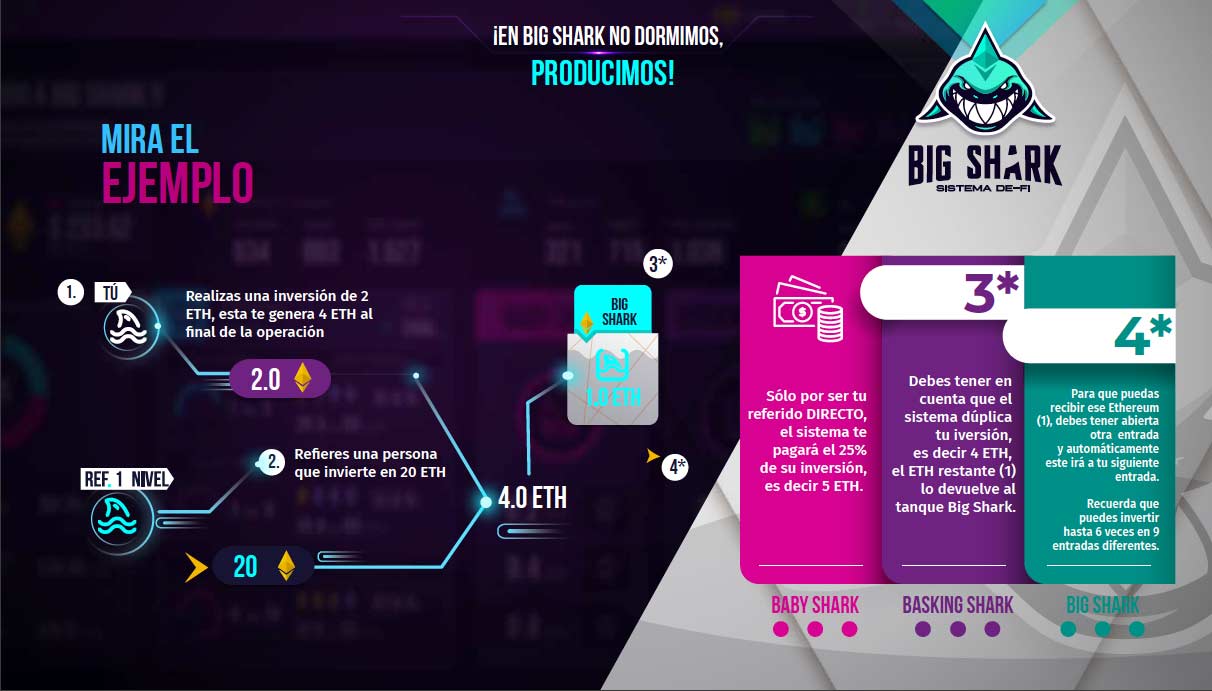 ¡EN BIG SHARK NO DORMIMOS,
PRODUCIMOS!
BIG SHARK
SISTEMA DE-FI
MIRA EL
EJEMPLO
1.
TÚ
Realizas una inversión de 2
ETH, esta te genera 4 ETH al
final de la operación
2.0
2.
Refieres una persona
que invierte en 20 ETH
REF. 1 NIVEL
20
4.0 ETH
3*
BIG
SHARK
1.0 ETH
4*
Sólo por ser tu
referido DIRECTO,
el sistema te
pagará el 25%
de su inversión,
es decir 5 ETH.
BABY SHARK
3*
Debes tener en
cuenta que el
sistema dúplica
tu iversión,
es decir 4 ETH,
el ETH restante (1)
lo devuelve al
tanque Big Shark.
BASKING SHARK
4*
Para que puedas
recibir ese Ethereum
(1), debes tener abierta
otra entrada
y automáticamente
este irá a tu siguiente
entrada.
Recuerda que
puedes invertir
hasta 6 veces en 9
entradas diferentes.
BIG SHARK